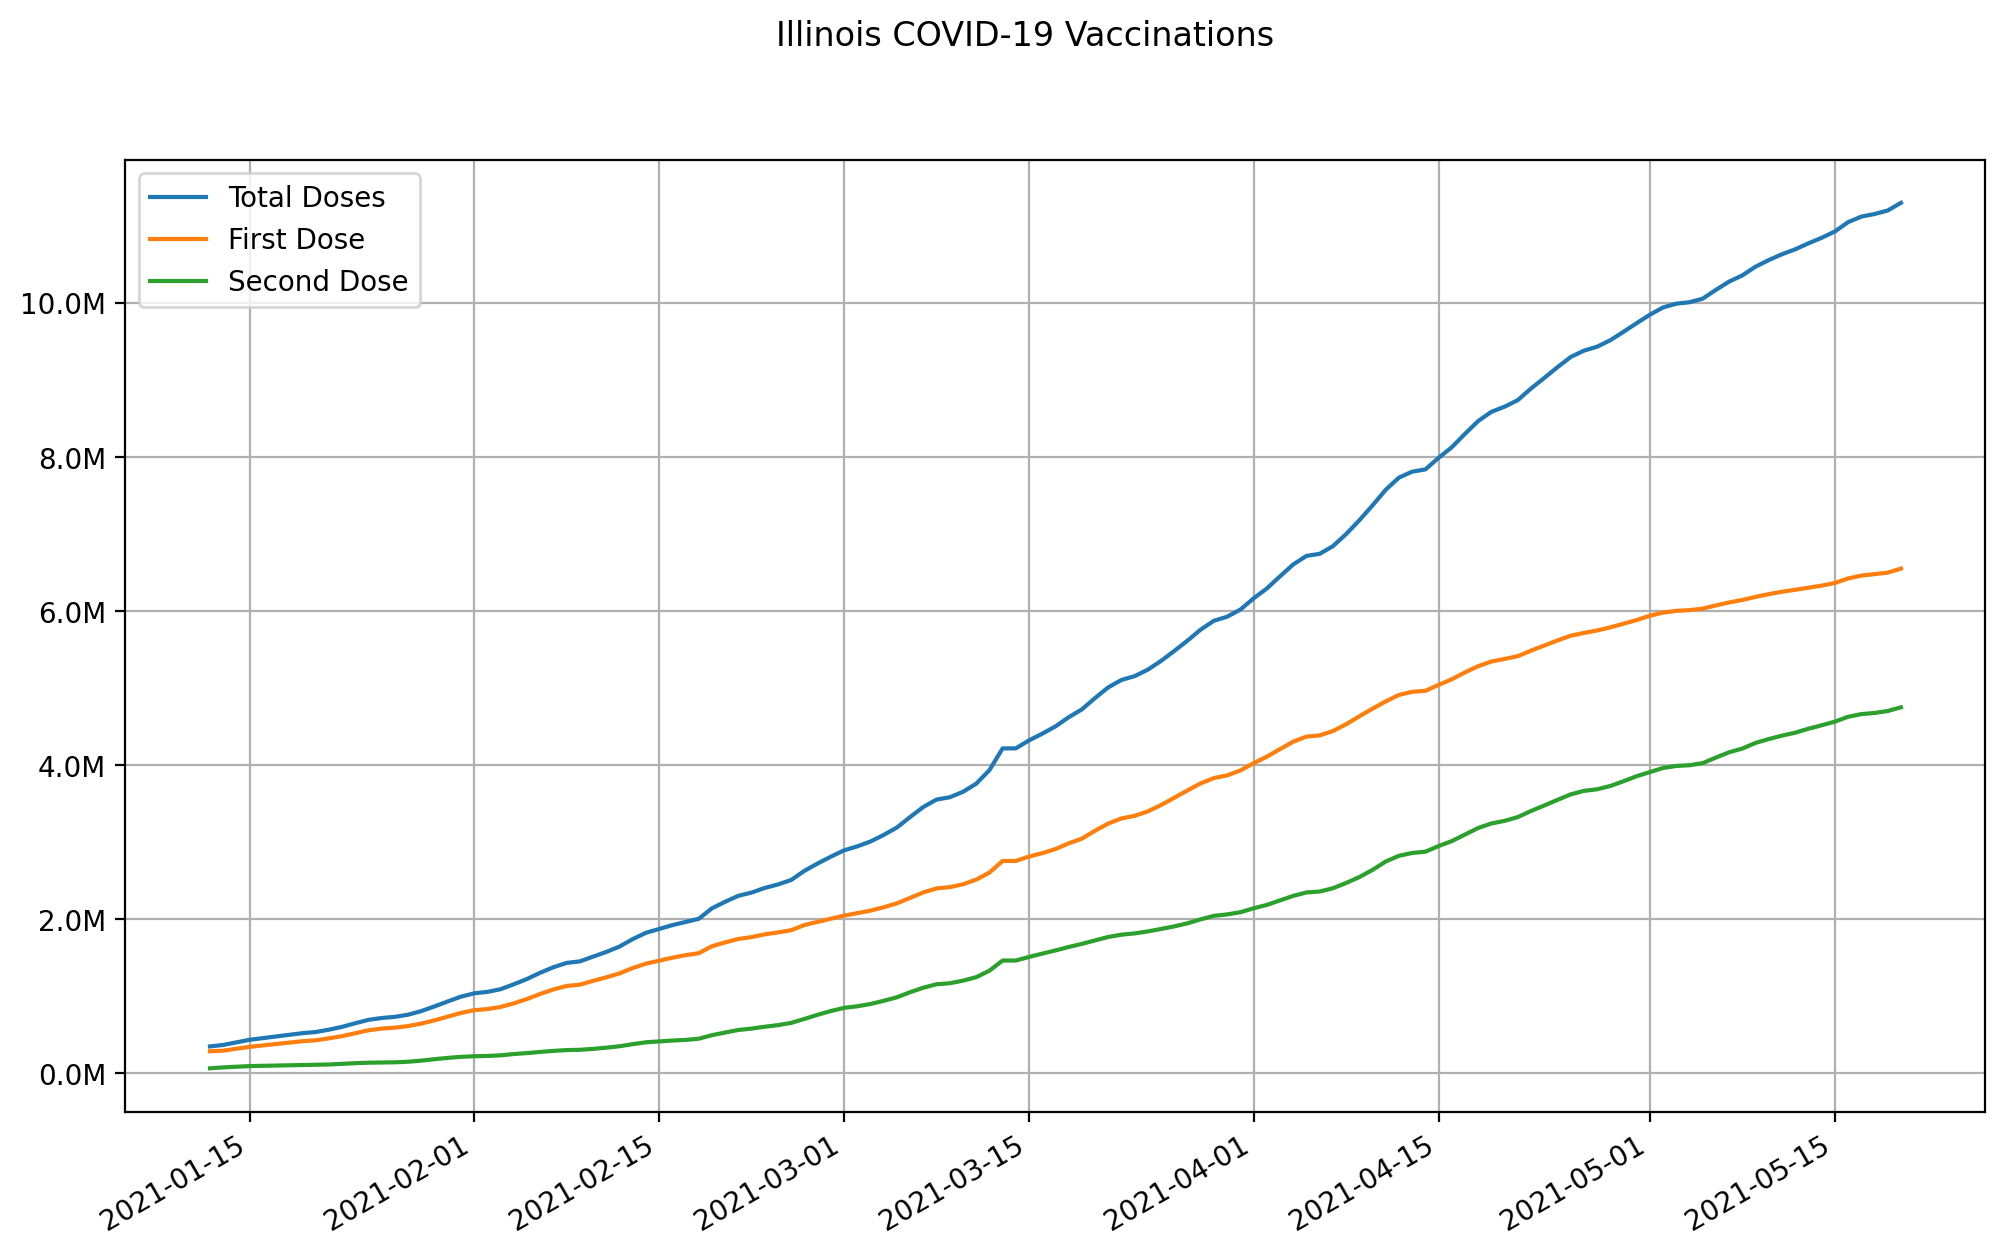 Illinois COVID-19 Vaccinations
Total Doses
First Dose
Second Dose
10.0M
8.0M
6.0M
4.0M
2.0M
0.0M
2021-01-15
2021-02-01
2021-02-15
2021-03-01
2021-03-15
2021-04-01
2021-04-15
2021-05-01
2021-05-15